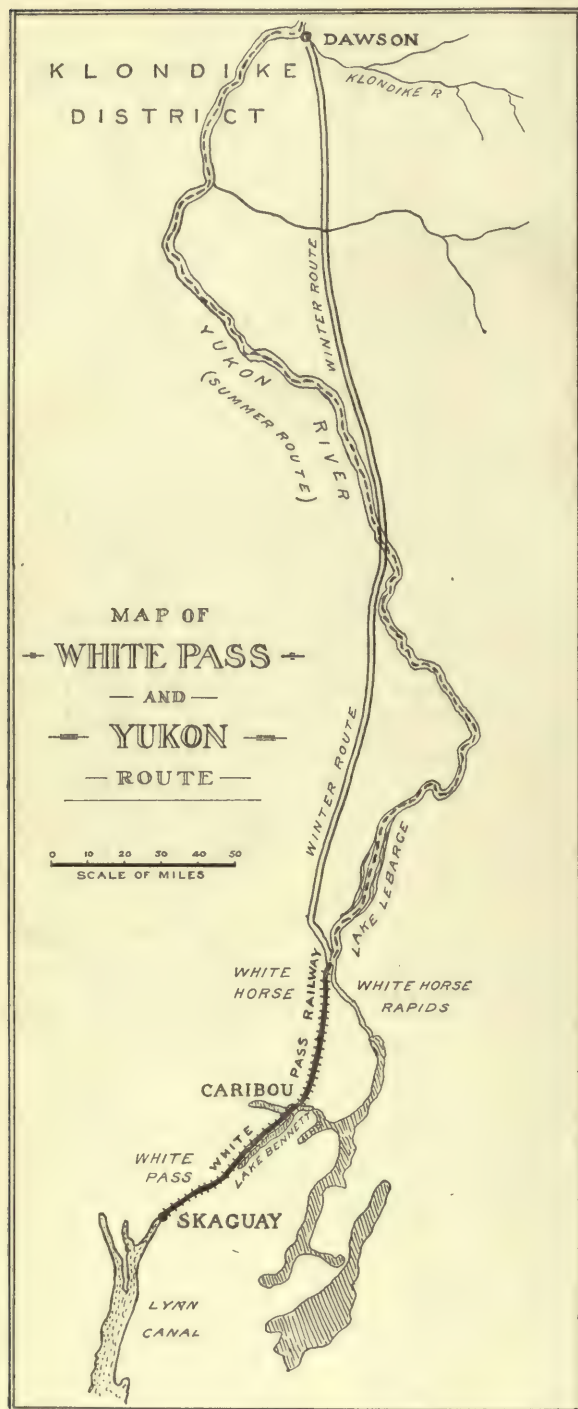 DAWSON
KLONDIKE
DISTRICT
KLONDIKE R
WINTER ROUTE
YUKON
RIVER
(SUMMER ROUTE)
MAP OF
WHITE PASS
— AND —
YUKON
— ROUTE —
0 10 20 30 50
SCALE OF MILES
WINTER ROUTE
LAKE LEBARGE
WHITE
HORSE
WHITE HORSE
RAPIDS
WHITE PASS RAILWAY
CARIBOU
LAKE BENNETT
WHITE
PASS
SKAGUAY
LYNN
CANAL